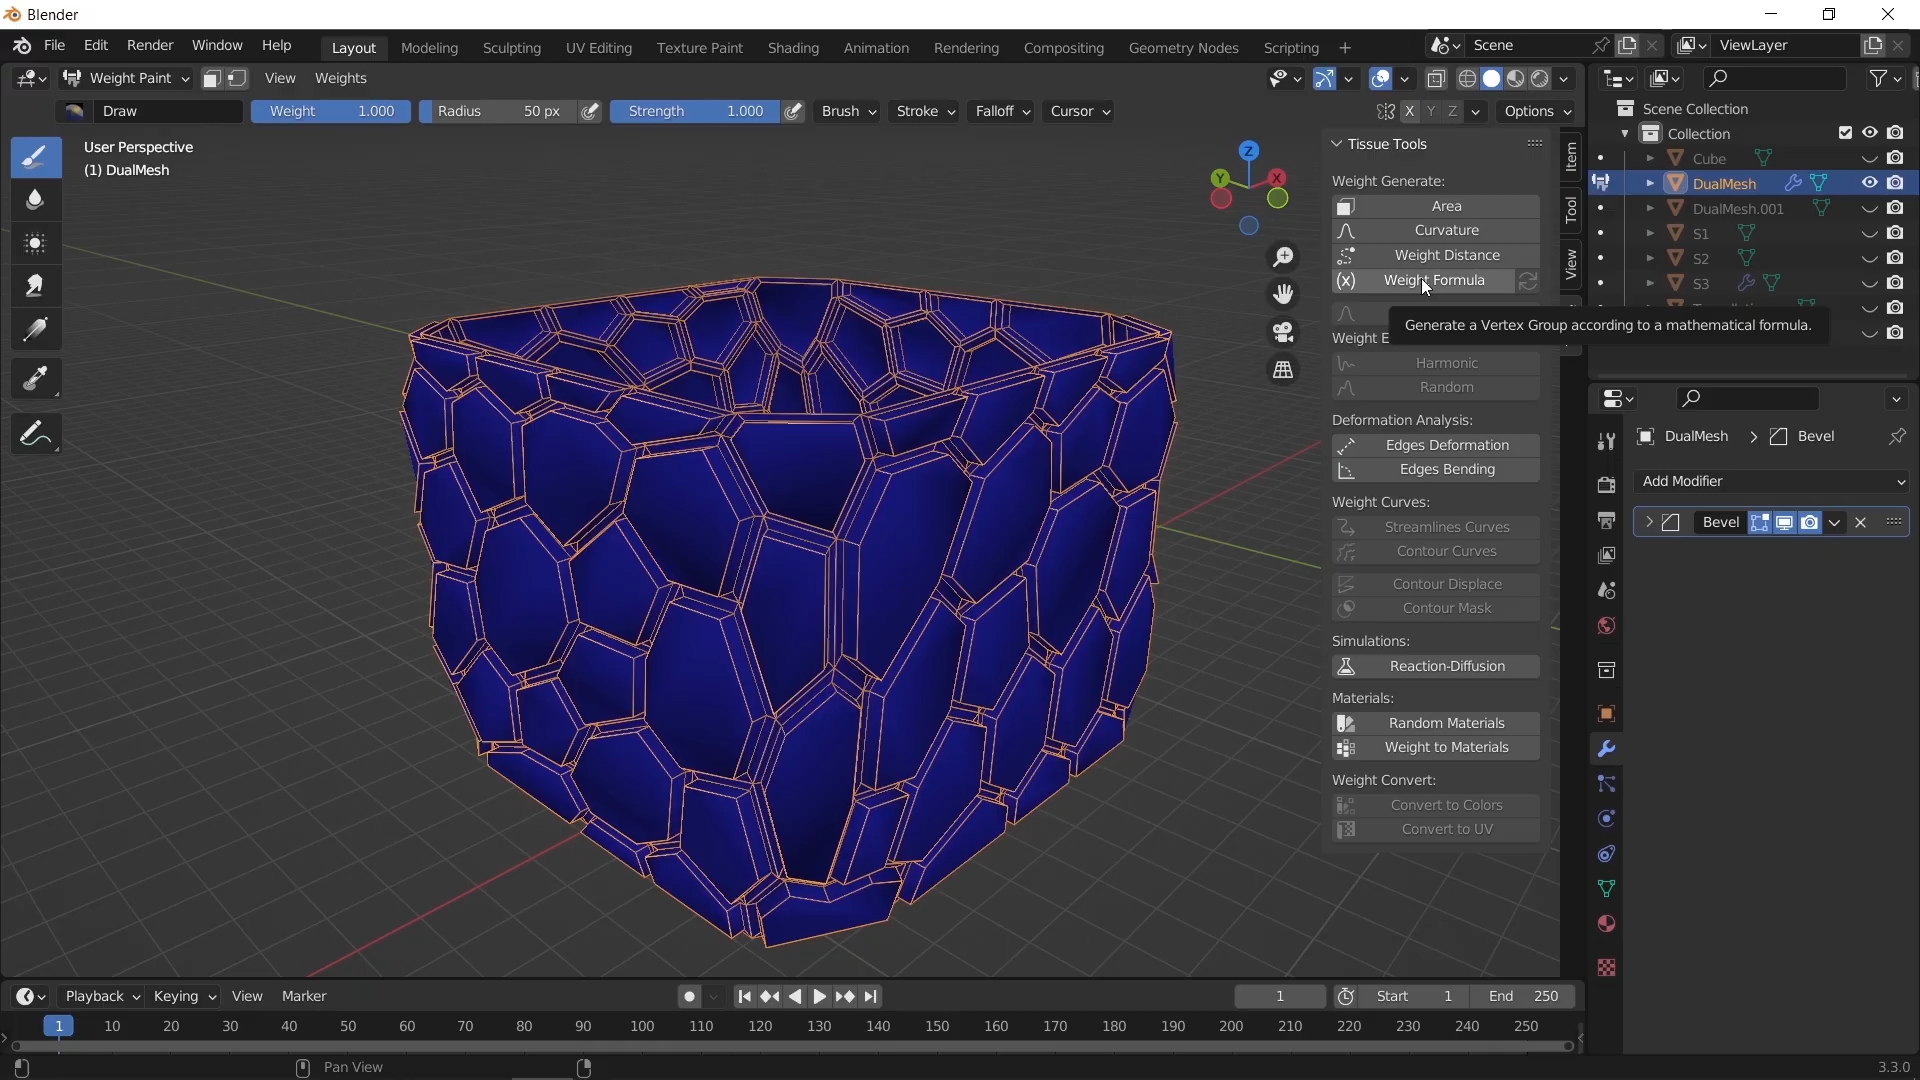 Blender
File Edit Render Window Help Layout Modeling Sculpting UV Editing Texture Paint Shading Animation Rendering Compositing Geometry Nodes Scripting + Scene ViewLayer
Weight Paint View Weights
Draw Weight 1.000 Radius 50 px Strength 1.000 Brush Stroke Falloff Cursor X Y Z Options
User Perspective
(1) DualMesh
Z
Y X
Tissue Tools
Weight Generate:
Area
Curvature
Weight Distance
(x) Weight Formula
Generate a Vertex Group according to a mathematical formula.
Weight E
Harmonic
Random
Deformation Analysis:
Edges Deformation
Edges Bending
Weight Curves:
Streamlines Curves
Contour Curves
Contour Displace
Contour Mask
Simulations:
Reaction-Diffusion
Materials:
Random Materials
Weight to Materials
Weight Convert:
Convert to Colors
Convert to UV
Item
Tool
View
Scene Collection
Collection
Cube
DualMesh
DualMesh.001
S1
S2
S3
DualMesh > Bevel
Add Modifier
Bevel
Playback Keying View Marker 1 Start 1 End 250
1 10 20 30 40 50 60 70 80 90 100 110 120 130 140 150 160 170 180 190 200 210 220 230 240 250
Pan View 3.3.0